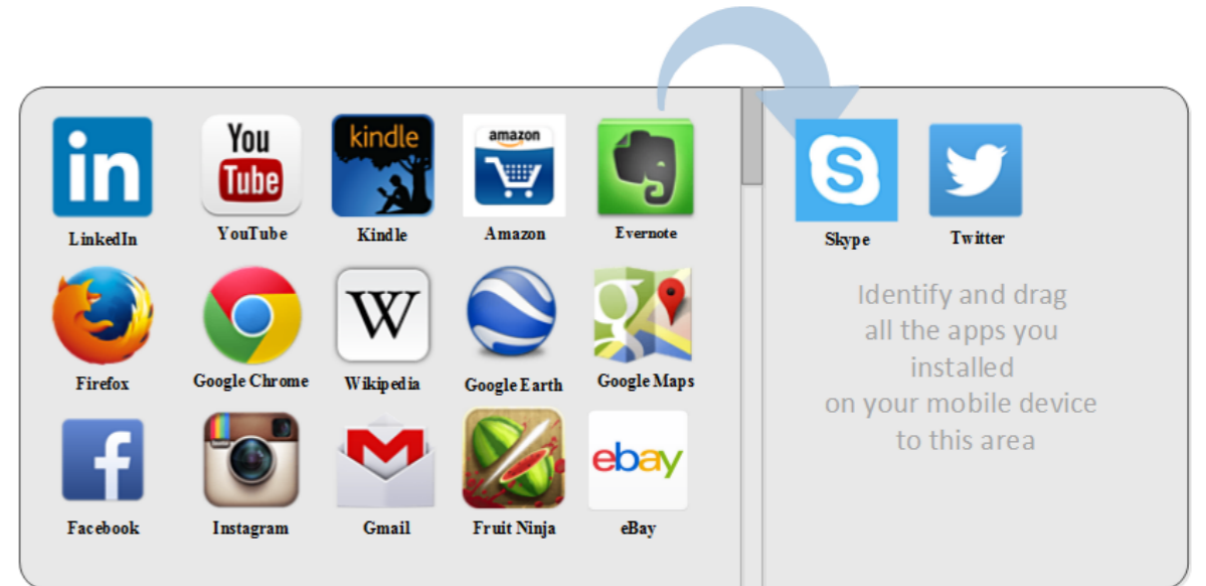 in
You
Tube
kindle
amazon
S
LinkedIn
YouTube
Kindle
Amazon
Evernote
Skype
Twitter
W
g
Firefox
Google Chrome
Wikipedia
Google Earth
Google Maps
Identify and drag
all the apps you
installed
on your mobile device
to this area
f
ebay
Facebook
Instagram
Gmail
Fruit Ninja
eBay